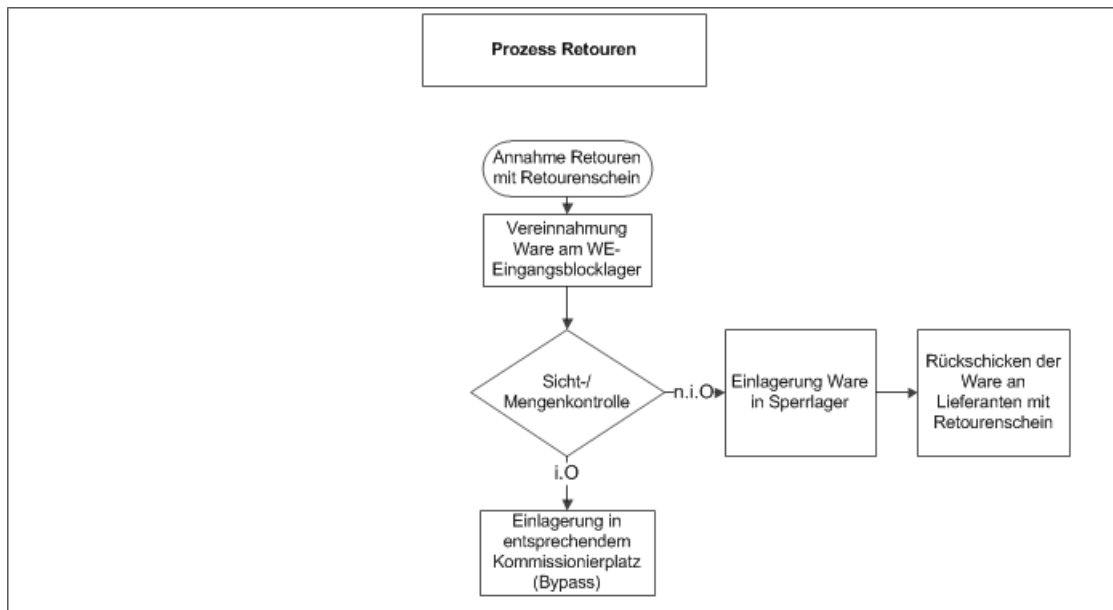 Prozess Retouren
Annahme Retouren
mit Retourenschein
Vereinnahmung
Ware am WE-
Eingangsblocklager
Sicht-/
Mengenkontrolle
n.i.O
Einlagerung Ware
in Sperrlager
Rückschicken der
Ware an
Lieferanten mit
Retourenschein
i.O
Einlagerung in
entsprechendem
Kommissionierplatz
(Bypass)